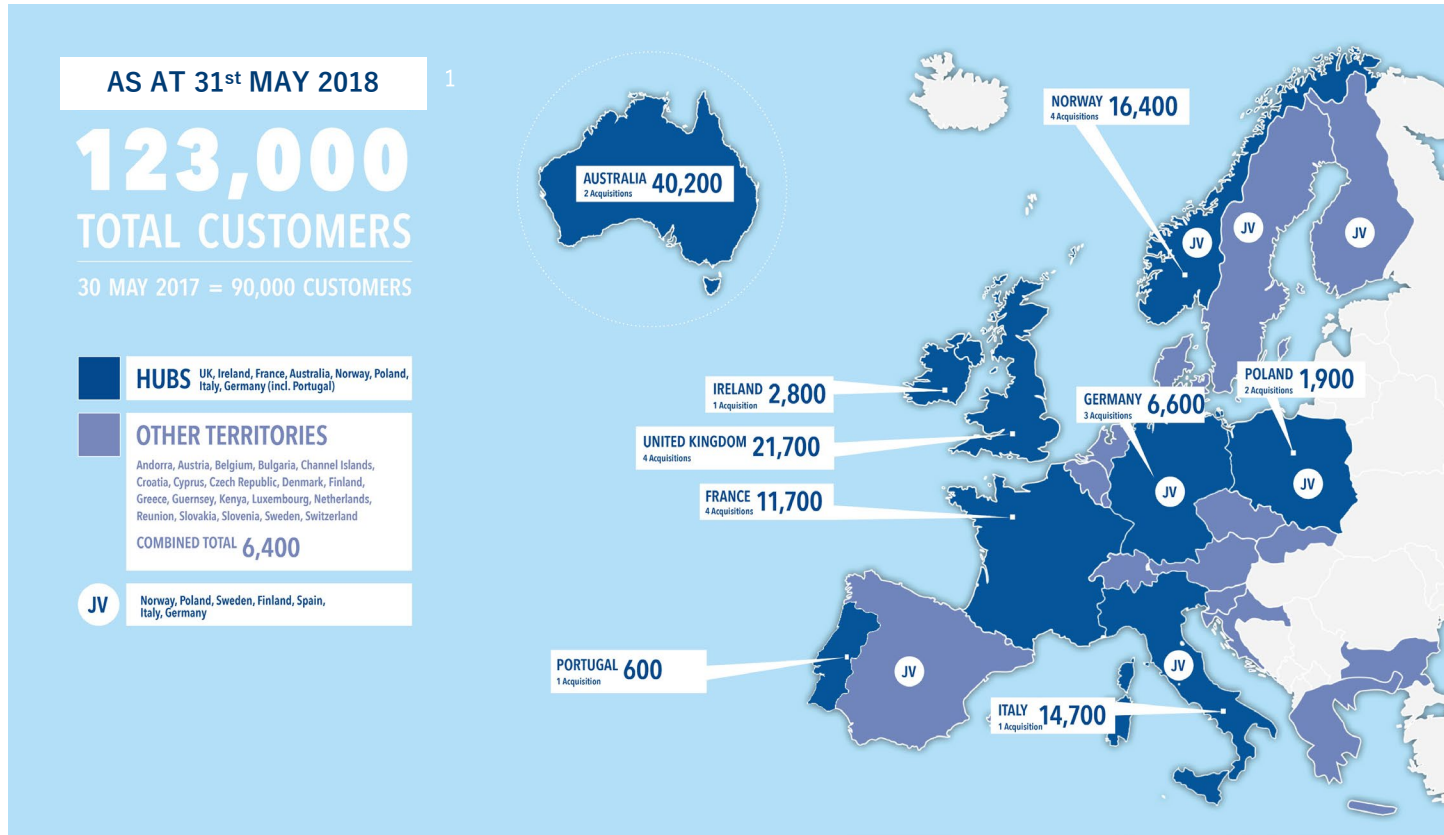 AS AT 31st MAY 2018
1
123,000
TOTAL CUSTOMERS
30 MAY 2017 = 90,000 CUSTOMERS
HUBS UK, Ireland, France, Australia, Norway, Poland,
Italy, Germany (incl. Portugal)
OTHER TERRITORIES
Andorra, Austria, Belgium, Bulgaria, Channel Islands,
Croatia, Cyprus, Czech Republic, Denmark, Finland,
Greece, Guernsey, Kenya, Luxembourg, Netherlands,
Reunion, Slovakia, Slovenia, Sweden, Switzerland
COMBINED TOTAL 6,400
JV
Norway, Poland, Sweden, Finland, Spain,
Italy, Germany
AUSTRALIA 40,200
2 Acquisitions
NORWAY 16,400
4 Acquisitions
JV
JV
JV
IRELAND 2,800
1 Acquisition
UNITED KINGDOM 21,700
4 Acquisitions
FRANCE 11,700
4 Acquisitions
GERMANY 6,600
3 Acquisitions
POLAND 1,900
2 Acquisitions
JV
JV
PORTUGAL 600
1 Acquisition
JV
JV
ITALY 14,700
1 Acquisition